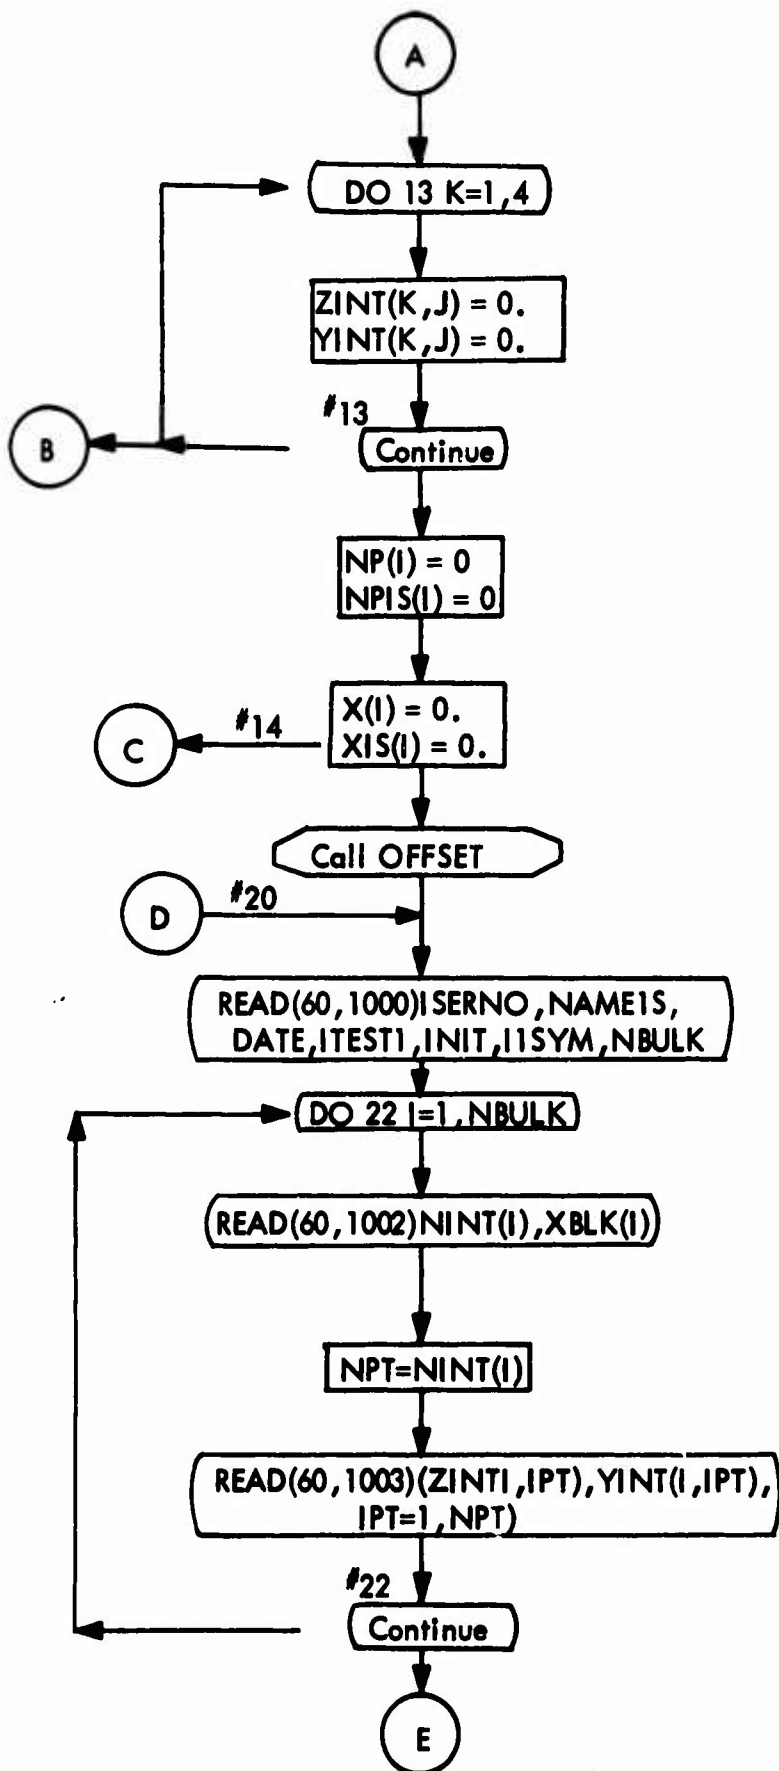 A
DO 13 K=1,4
ZINT(K,J) = 0.
YINT(K,J) = 0.
#13
B
Continue
NP(I) = 0
NPIS(I) = 0
X(I) = 0.
#14
C
XIS(I) = 0.
Call OFFSET
#20
D
READ(60,1000)ISERNO,NAME1S,
DATE,ITEST1,INIT,I1SYM,NBULK
DO 22 I=1,NBULK
READ(60,1002)NINT(I),XBLK(I)
NPT=NINT(I)
READ(60,1003)(ZINTI,IPT),YINT(I,IPT),
IPT=1,NPT)
#22
Continue
E